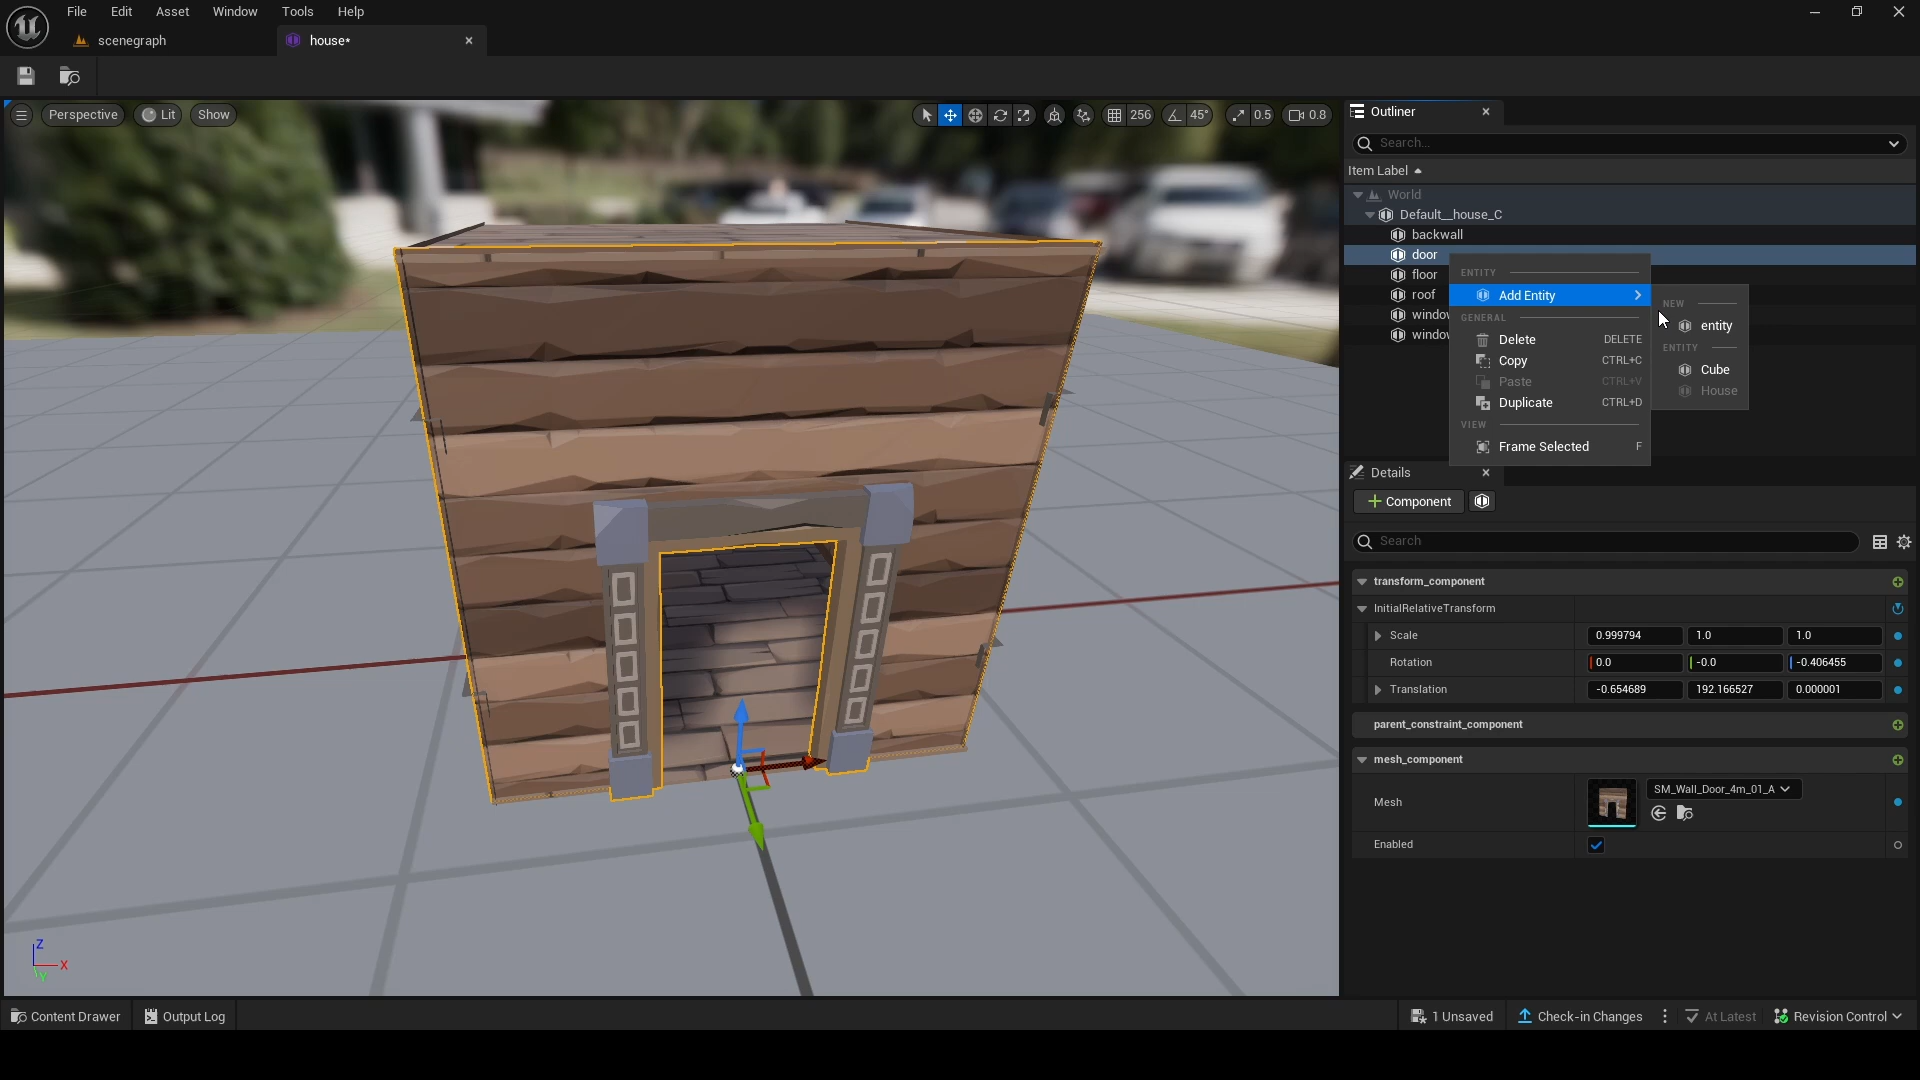 File Edit Asset Window Tools Help
scenegraph
house*
Perspective Lit Show
256 45° 0.5 0.8
Outliner
Search...
Item Label
World
Default__house_C
backwall
door
floor
roof
ENTITY
Add Entity
GENERAL
Delete DELETE
Copy CTRL+C
Paste CTRL+V
Duplicate CTRL+D
VIEW
Frame Selected F
NEW
entity
ENTITY
Cube
House
Details
Component
Search
transform_component
InitialRelativeTransform
Scale 0.999794 1.0 1.0
Rotation 0.0 -0.0 -0.406455
Translation -0.654689 192.166527 0.000001
parent_constraint_component
mesh_component
Mesh SM_Wall_Door_4m_01_A
Enabled
Z
X
Y
Content Drawer Output Log 1 Unsaved Check-in Changes At Latest Revision Control